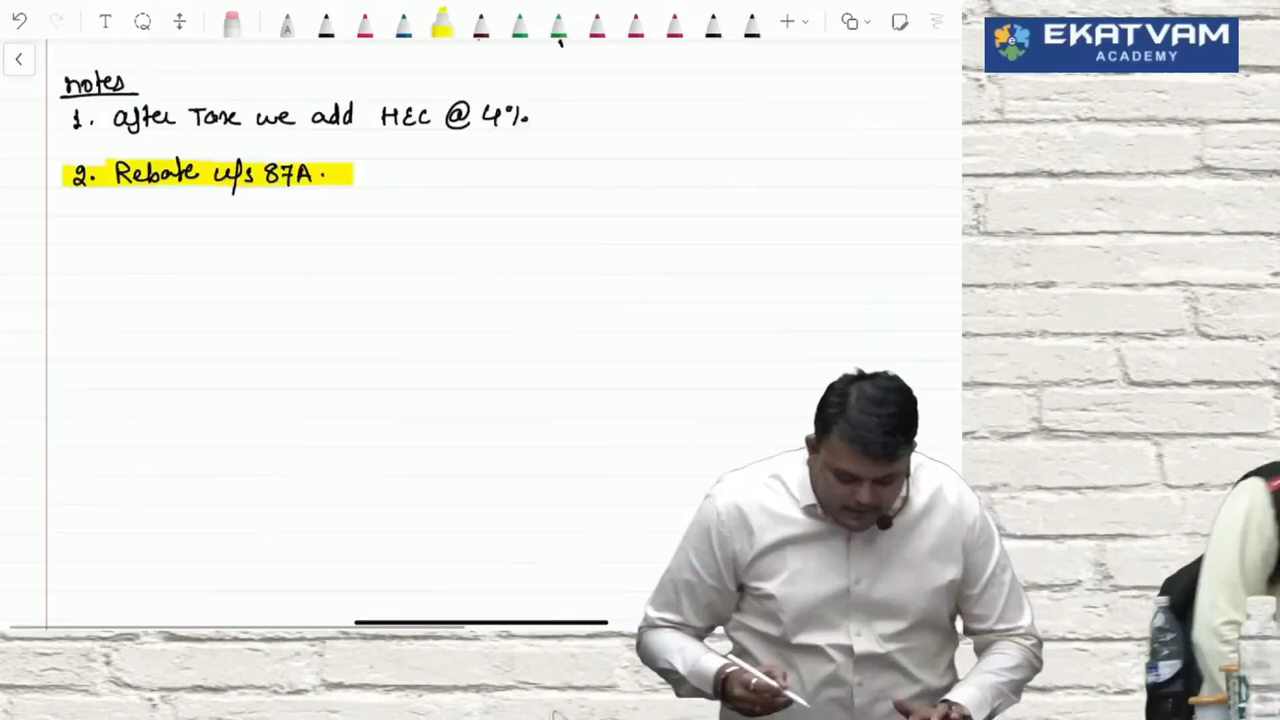 EKATVAM
ACADEMY
notes
1. After Tax we add HEC @ 4%
2. Rebate u/s 87A.